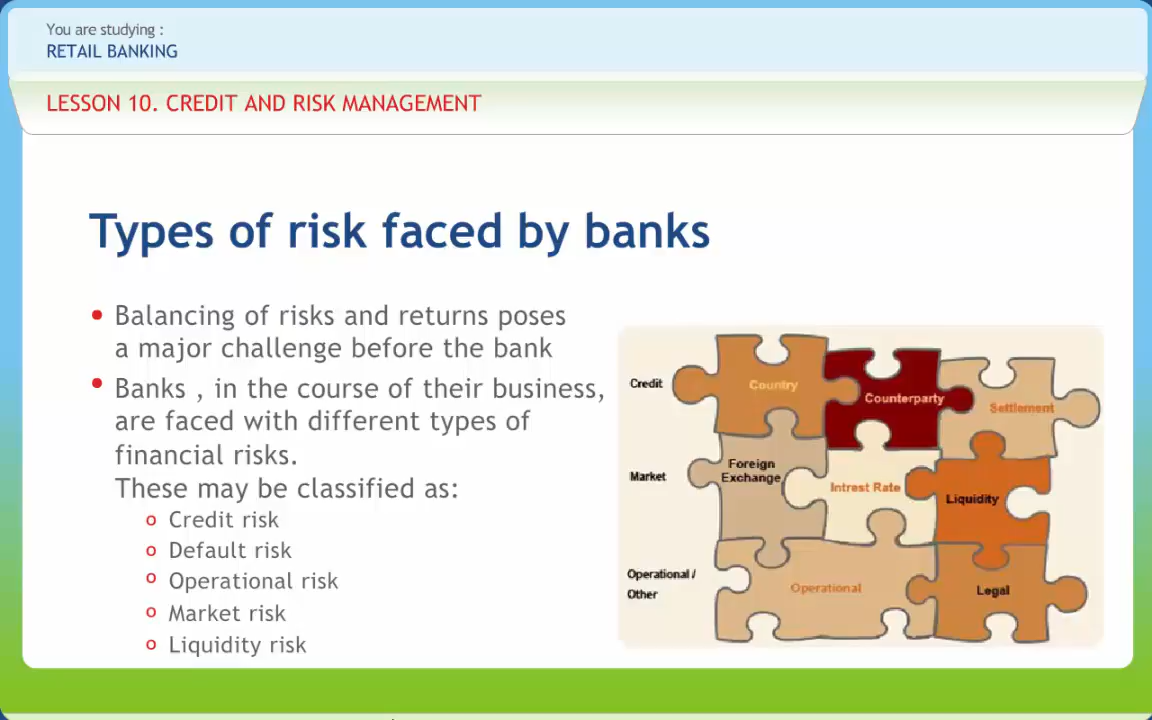 You are studying :
RETAIL BANKING
LESSON 10. CREDIT AND RISK MANAGEMENT
Types of risk faced by banks
• Balancing of risks and returns poses
a major challenge before the bank
• Banks , in the course of their business,
are faced with different types of
financial risks.
These may be classified as:
o Credit risk
o Default risk
o Operational risk
o Market risk
o Liquidity risk
Credit
Country
Counterparty
Settlement
Market
Foreign
Exchange
Intrest Rate
Liquidity
Operational /
Other
Operational
Legal